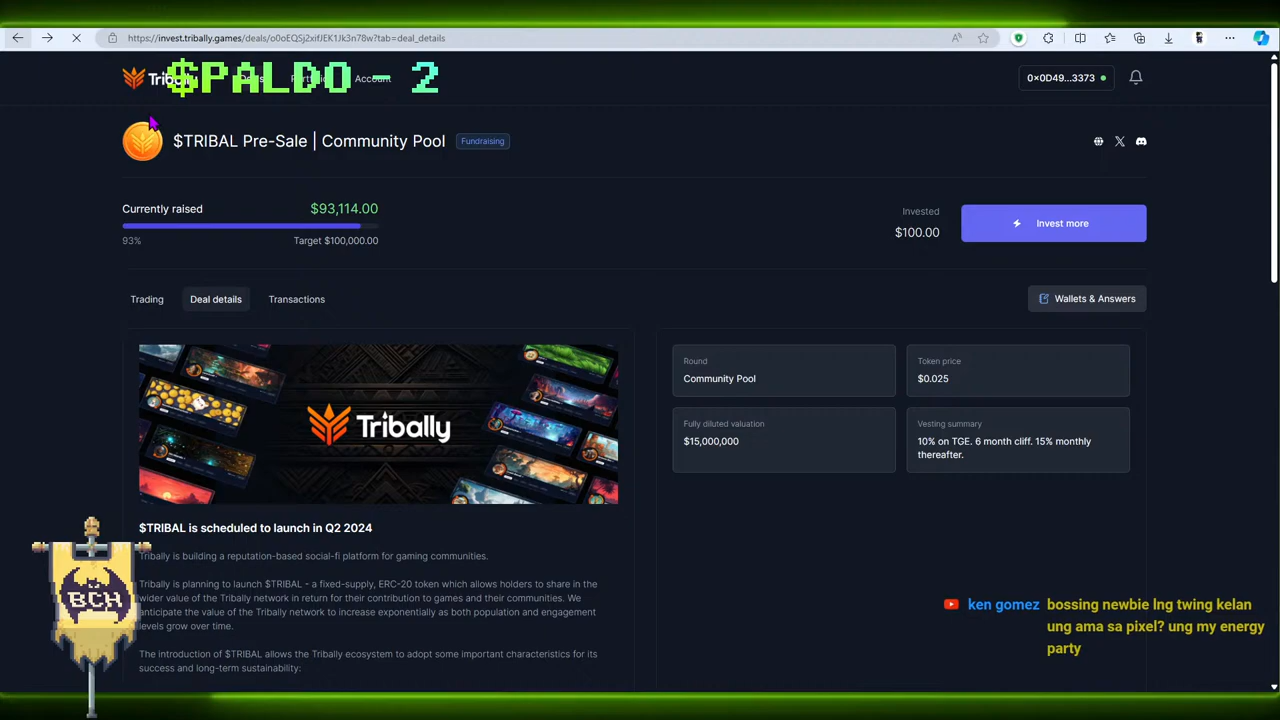 https://invest.tribally.games/deals/o0oEQSj2xifJEK1Jk3n78w?tab=deal_details
Tribally
Account
$PALDO - 2
0×0D49...3373
$TRIBAL Pre-Sale | Community Pool
Fundraising
Currently raised
$93,114.00
93%
Target $100,000.00
Invested
$100.00
Invest more
Trading
Deal details
Transactions
Wallets & Answers
Tribally
Round
Community Pool
Token price
$0.025
Fully diluted valuation
$15,000,000
Vesting summary
10% on TGE. 6 month cliff. 15% monthly
thereafter.
$TRIBAL is scheduled to launch in Q2 2024
Tribally is building a reputation-based social-fi platform for gaming communities.
Tribally is planning to launch $TRIBAL - a fixed-supply, ERC-20 token which allows holders to share in the
wider value of the Tribally network in return for their contribution to games and their communities. We
anticipate the value of the Tribally network to increase exponentially as both population and engagement
levels grow over time.
The introduction of $TRIBAL allows the Tribally ecosystem to adopt some important characteristics for its
success and long-term sustainability:
BCH
ken gomez bossing newbie lng twing kelan
ung ama sa pixel? ung my energy
party